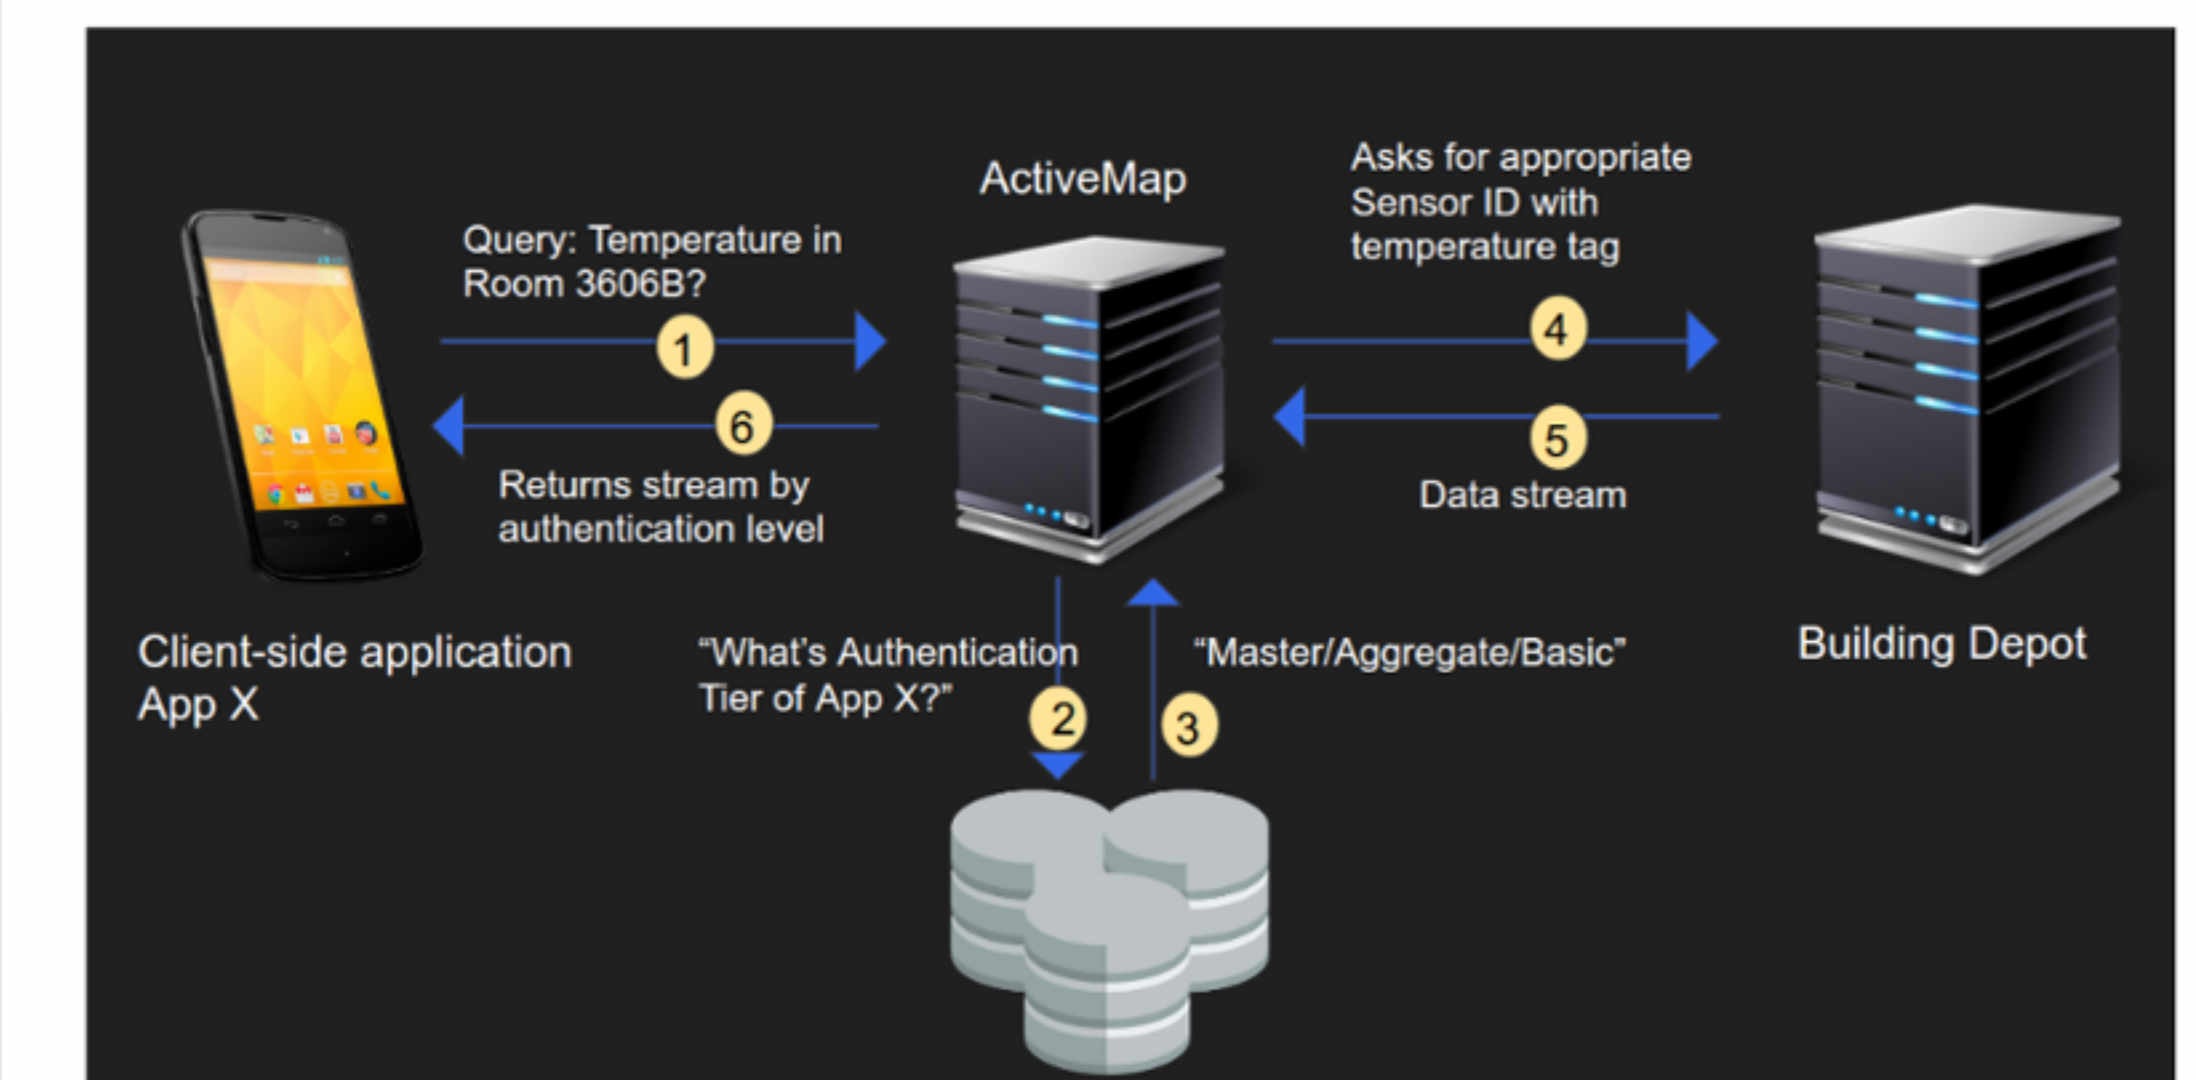 ActiveMap
Asks for appropriate
Sensor ID with
temperature tag
Query: Temperature in
Room 3606B?
1
4
6
5
Returns stream by
authentication level
Data stream
Client-side application
App X
“What’s Authentication
Tier of App X?”
“Master/Aggregate/Basic”
Building Depot
2
3